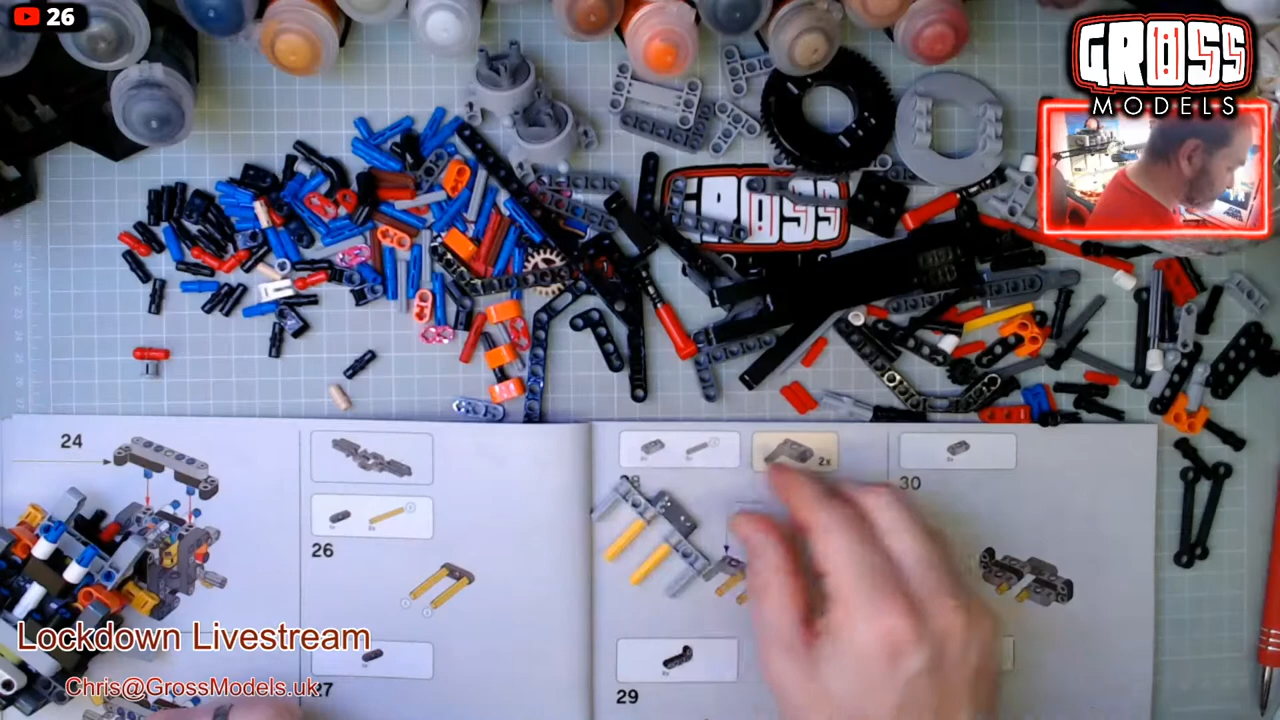 26
GROSS
MODELS
GROSS
24
26
2x
30
29
Lockdown Livestream
Chris@GrossModels.uk